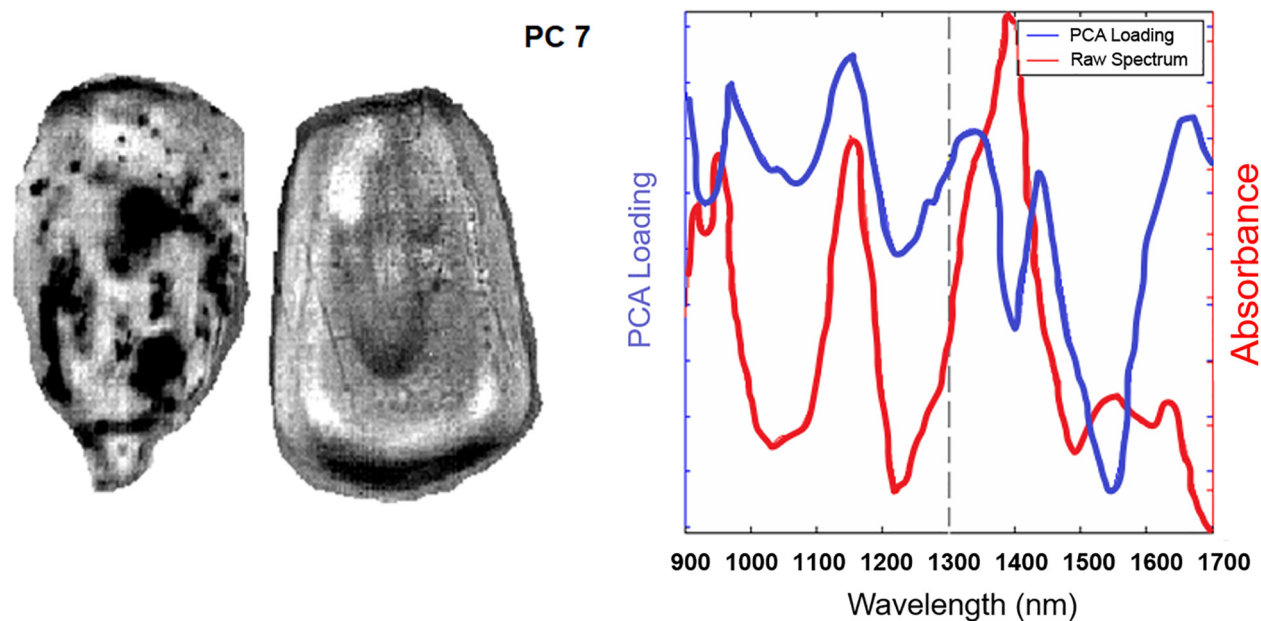 PC 7
PCA Loading
Raw Spectrum
PCA Loading
Absorbance
900 1000 1100 1200 1300 1400 1500 1600 1700
Wavelength (nm)